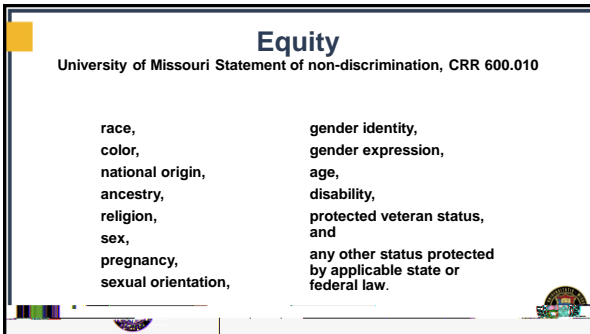 Equity
University of Missouri Statement of non-discrimination, CRR 600.010
race,
color,
national origin,
ancestry,
religion,
sex,
pregnancy,
sexual orientation,
gender identity,
gender expression,
age,
disability,
protected veteran status,
and
any other status protected
by applicable state or
federal law.